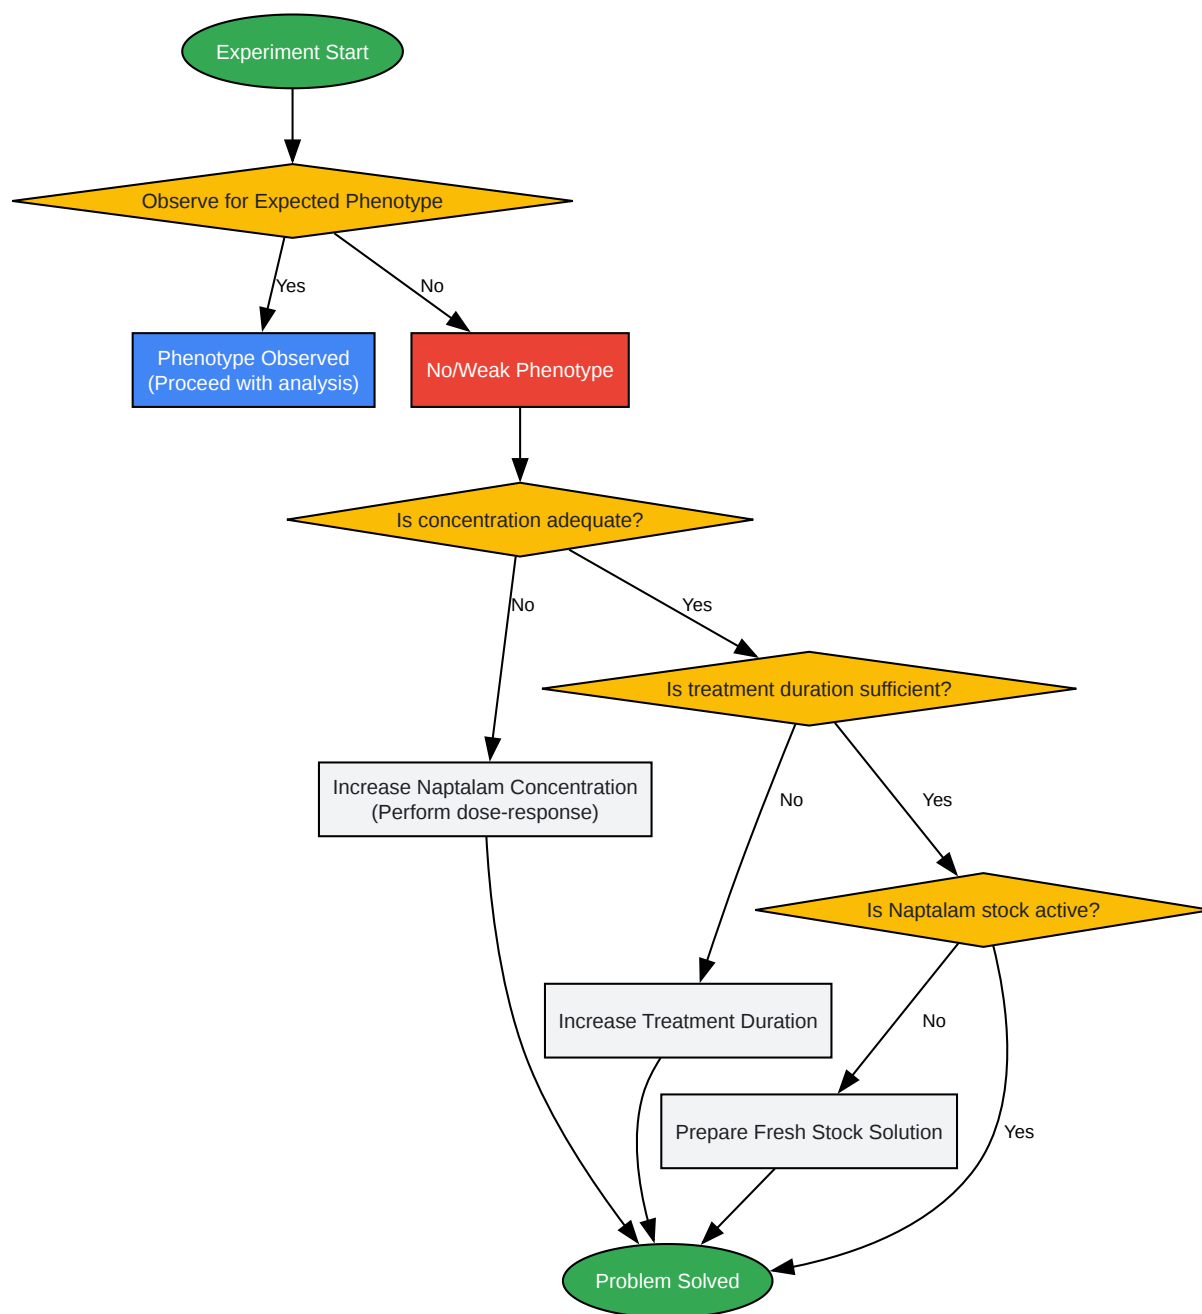 Experiment Start
Observe for Expected Phenotype
Yes
No
Phenotype Observed
(Proceed with analysis)
No/Weak Phenotype
Is concentration adequate?
No
Yes
Is treatment duration sufficient?
Increase Naptalam Concentration
(Perform dose-response)
No
Yes
Is Naptalam stock active?
Increase Treatment Duration
No
Prepare Fresh Stock Solution
Yes
Problem Solved